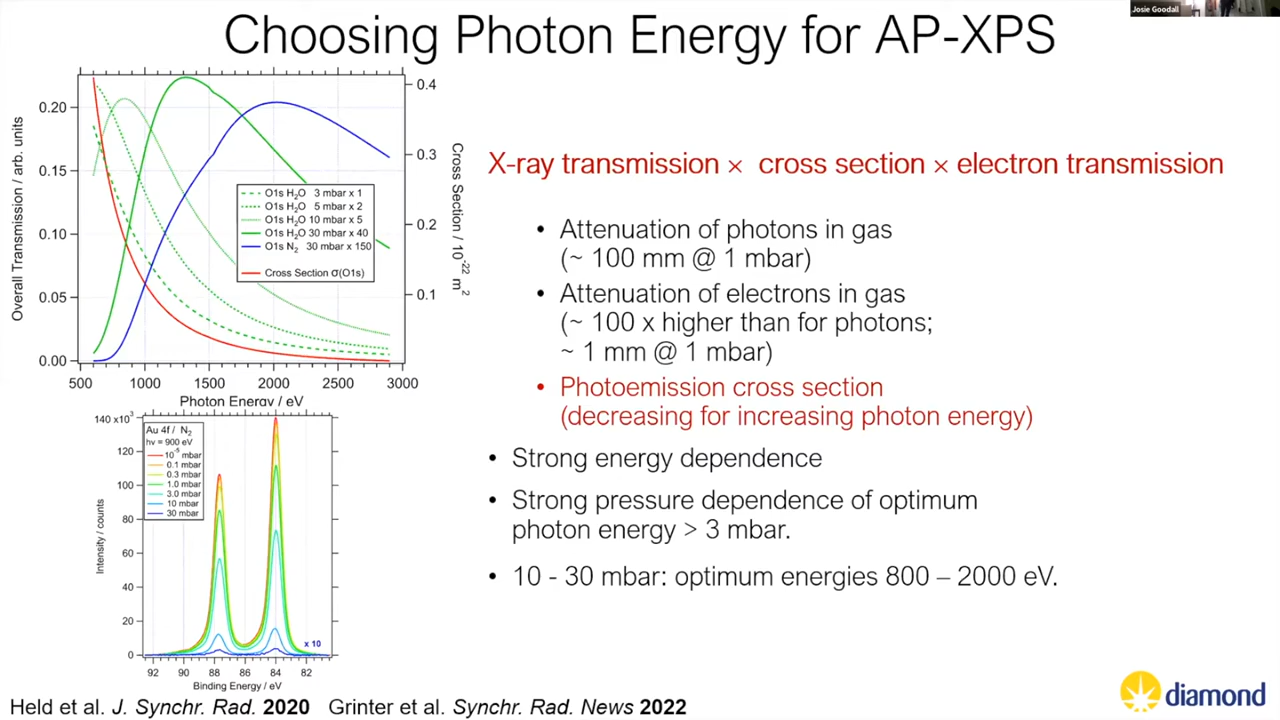 Josie Goodall
Choosing Photon Energy for AP-XPS
Overall Transmission / arb. units
0.20
0.15
0.10
0.05
0.00
0.4
0.3
0.2
0.1
Cross Section / 10⁻²² m²
O1s H₂O 3 mbar x 1
O1s H₂O 5 mbar x 2
O1s H₂O 10 mbar x 5
O1s H₂O 30 mbar x 40
O1s N₂ 30 mbar x 150
Cross Section σ(O1s)
500 1000 1500 2000 2500 3000
Photon Energy / eV
140 x10³
120
100
80
60
40
20
0
Intensity / counts
Au 4f / N₂
hν = 900 eV
10⁻⁵ mbar
0.1 mbar
0.3 mbar
1.0 mbar
3.0 mbar
10 mbar
30 mbar
x 10
92 90 88 86 84 82
Binding Energy / eV
X-ray transmission × cross section × electron transmission
• Attenuation of photons in gas
(~ 100 mm @ 1 mbar)
• Attenuation of electrons in gas
(~ 100 x higher than for photons;
~ 1 mm @ 1 mbar)
• Photoemission cross section
(decreasing for increasing photon energy)
• Strong energy dependence
• Strong pressure dependence of optimum
photon energy > 3 mbar.
• 10 - 30 mbar: optimum energies 800 – 2000 eV.
Held et al. J. Synchr. Rad. 2020 Grinter et al. Synchr. Rad. News 2022
diamond